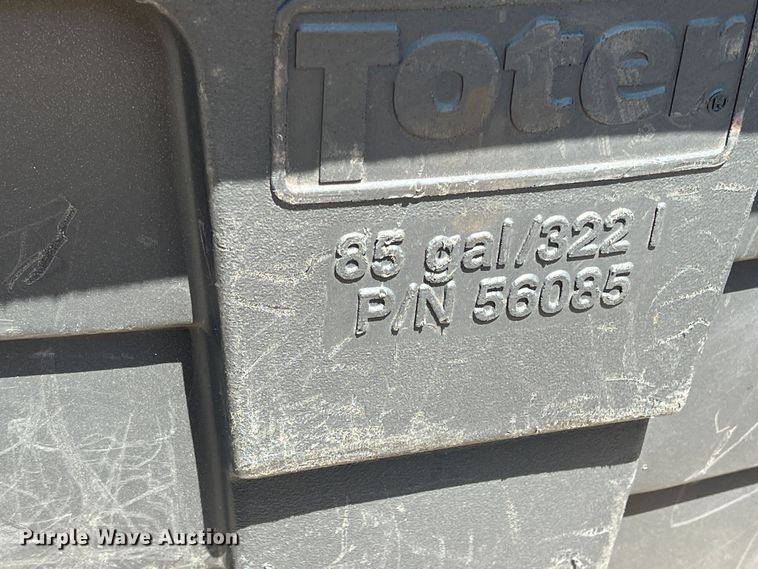 Toter®
85 gal/322 l
P/N 56085
Purple Wave Auction